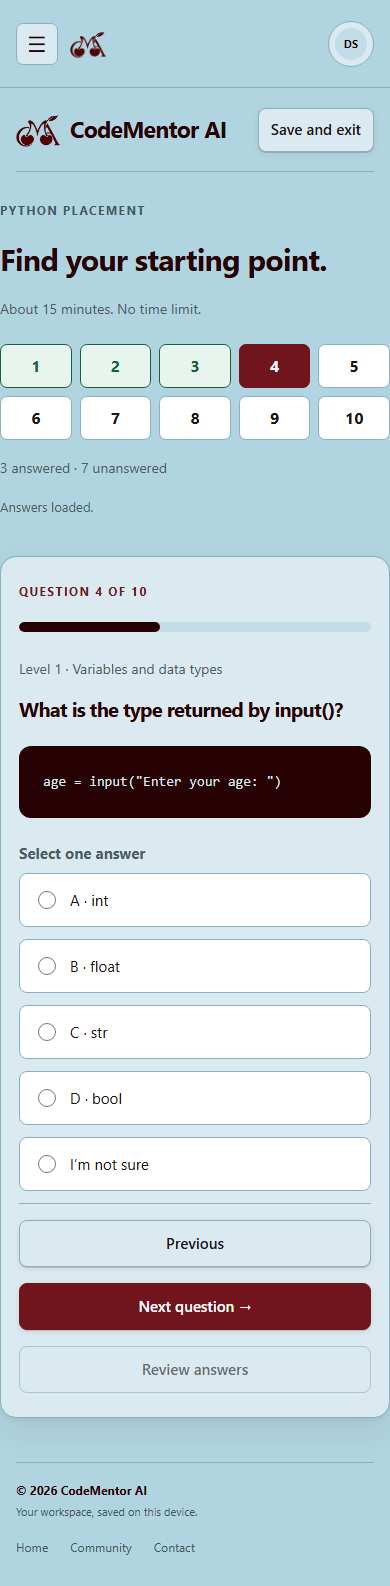 ☰
DS
CodeMentor AI
Save and exit
PYTHON PLACEMENT
Find your starting point.
About 15 minutes. No time limit.
1 2 3 4 5
6 7 8 9 10
3 answered · 7 unanswered
Answers loaded.
QUESTION 4 OF 10
Level 1 · Variables and data types
What is the type returned by input()?
age = input("Enter your age: ")
Select one answer
A · int
B · float
C · str
D · bool
I'm not sure
Previous
Next question →
Review answers
© 2026 CodeMentor AI
Your workspace, saved on this device.
Home Community Contact